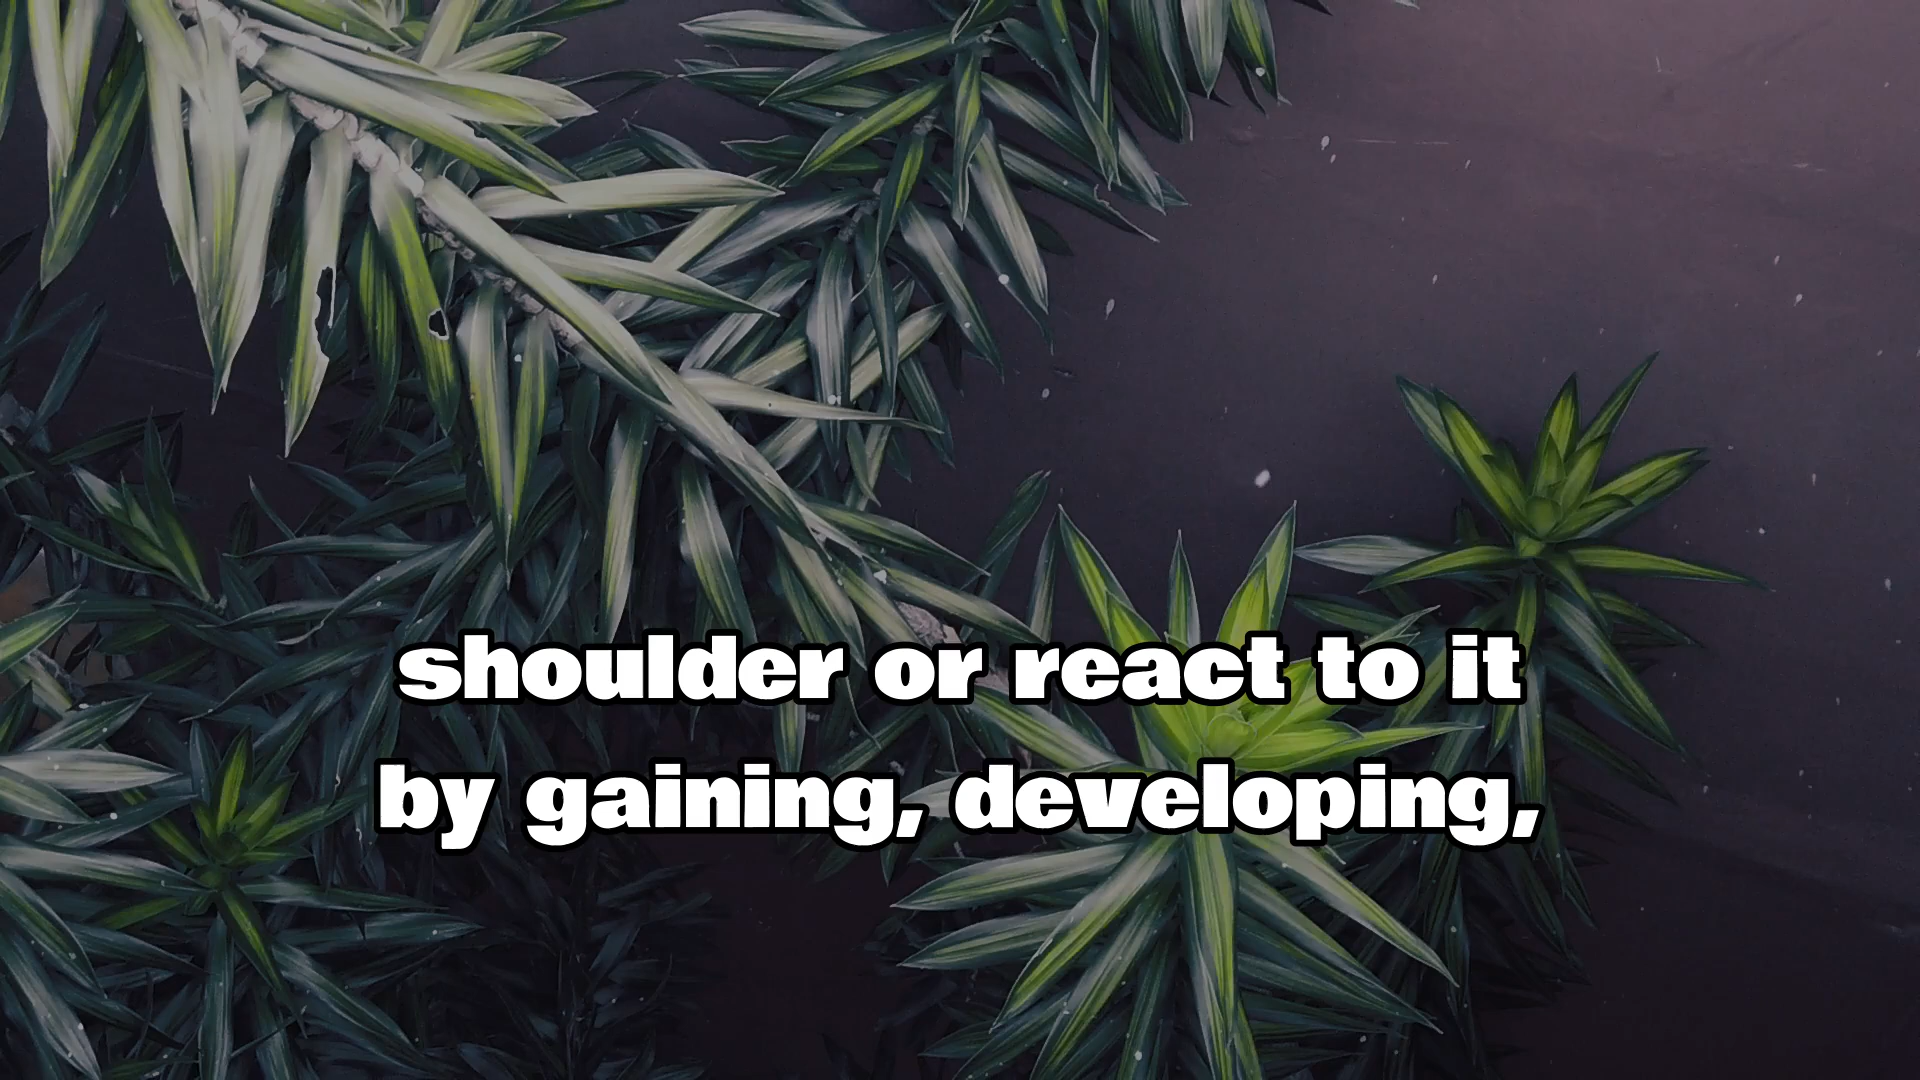 shoulder or react to it
by gaining, developing,